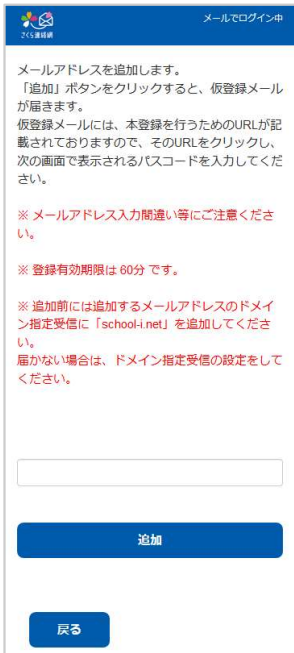 メールでログイン中
さくら連絡網
メールアドレスを追加します。
「追加」ボタンをクリックすると、仮登録メール
が届きます。
仮登録メールには、本登録を行うためのURLが記
載されておりますので、そのURLをクリックし、
次の画面で表示されるパスコードを入力してくだ
さい。
※ メールアドレス入力間違い等にご注意くださ
い。
※ 登録有効期限は 60分 です。
※ 追加前には追加するメールアドレスのドメイ
ン指定受信に「school-i.net」を追加してくださ
い。
届かない場合は、ドメイン指定受信の設定をして
ください。
追加
戻る